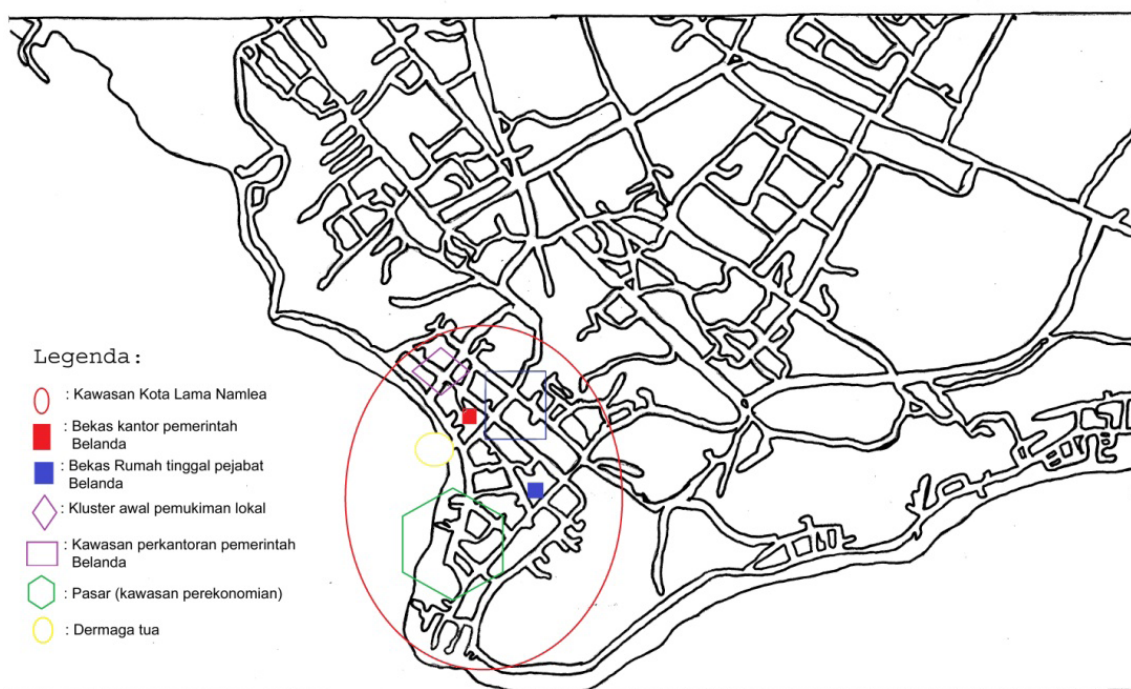 Legenda:
: Kawasan Kota Lama Namlea
: Bekas kantor pemerintah
Belanda
: Bekas Rumah tinggal pejabat
Belanda
: Kluster awal pemukiman lokal
: Kawasan perkantoran pemerintah
Belanda
: Pasar (kawasan perekonomian)
: Dermaga tua